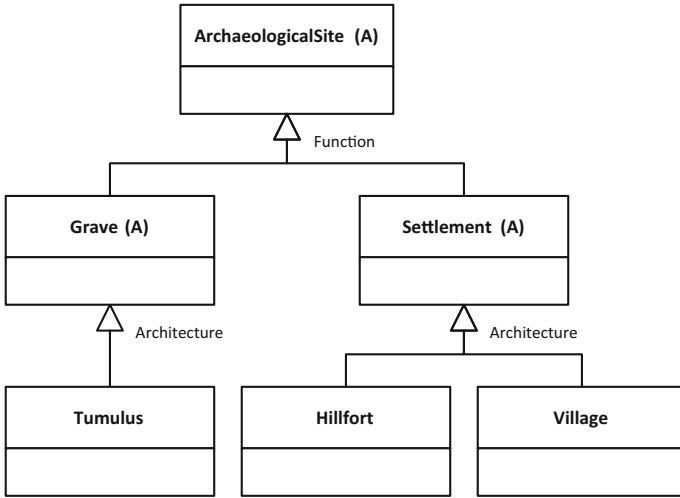 ArchaeologicalSite (A)
Function
Grave (A)
Settlement (A)
Architecture
Architecture
Tumulus
Hillfort
Village